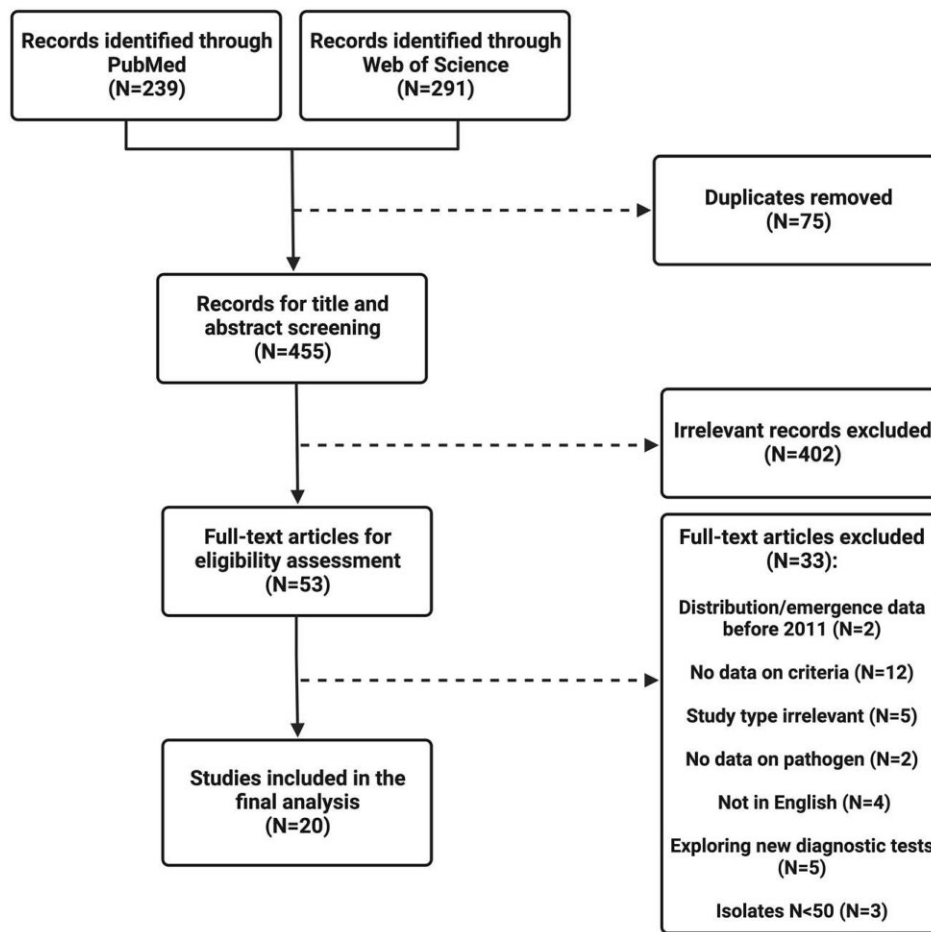 Records identified through
PubMed
(N=239)
Records identified through
Web of Science
(N=291)
Duplicates removed
(N=75)
Records for title and
abstract screening
(N=455)
Irrelevant records excluded
(N=402)
Full-text articles for
eligibility assessment
(N=53)
Full-text articles excluded
(N=33):
Distribution/emergence data
before 2011 (N=2)
No data on criteria (N=12)
Study type irrelevant (N=5)
No data on pathogen (N=2)
Not in English (N=4)
Exploring new diagnostic tests
(N=5)
Isolates N<50 (N=3)
Studies included in the
final analysis
(N=20)